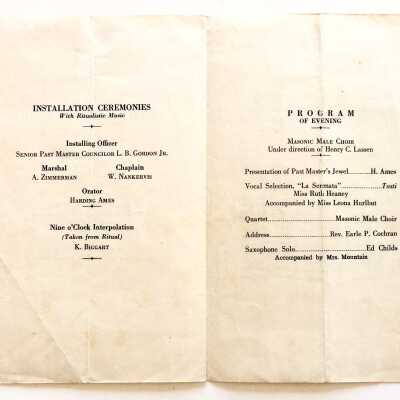 INSTALLATION CEREMONIES
With Ritualistic Music
Installing Officer
Senior Past Master Councilor L. B. Gordon Jr.
Marshal Chaplain
A. Zimmerman W. Nankervis
Orator
Harding Ames
Nine o'Clock Interpolation
(Taken from Ritual)
K. Biggart
PROGRAM
OF EVENING
Masonic Male Choir
Under direction of Henry C. Lassen
Presentation of Past Master's Jewel........H. Ames
Vocal Selection, "La Serenata"................Tosti
Miss Ruth Heaney
Accompanied by Miss Leona Hurlbut
Quartet..........................Masonic Male Choir
Address......................Rev. Earle P. Cochran
Saxophone Solo............................Ed Childs
Accompanied by Mrs. Mountain